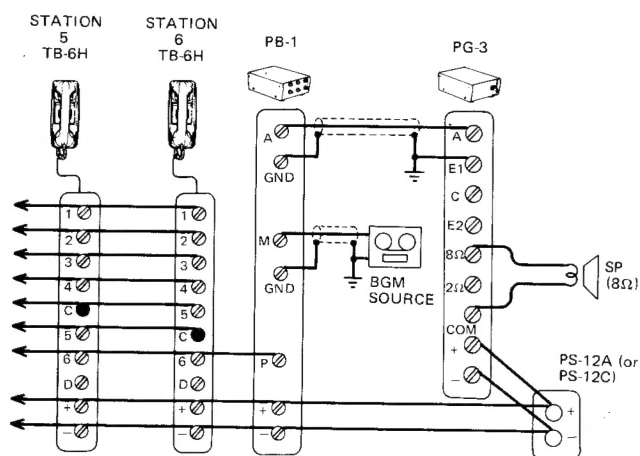 STATION
5
TB-6H
STATION
6
TB-6H
PB-1
PG-3
1
2
3
4
C
5
6
D
+
−
1
2
3
4
5
C
6
D
+
−
A
GND
M
GND
P
+
−
BGM
SOURCE
A
E1
C
E2
8Ω
2Ω
COM
+
−
SP
(8Ω)
PS-12A (or
PS-12C)
+
−